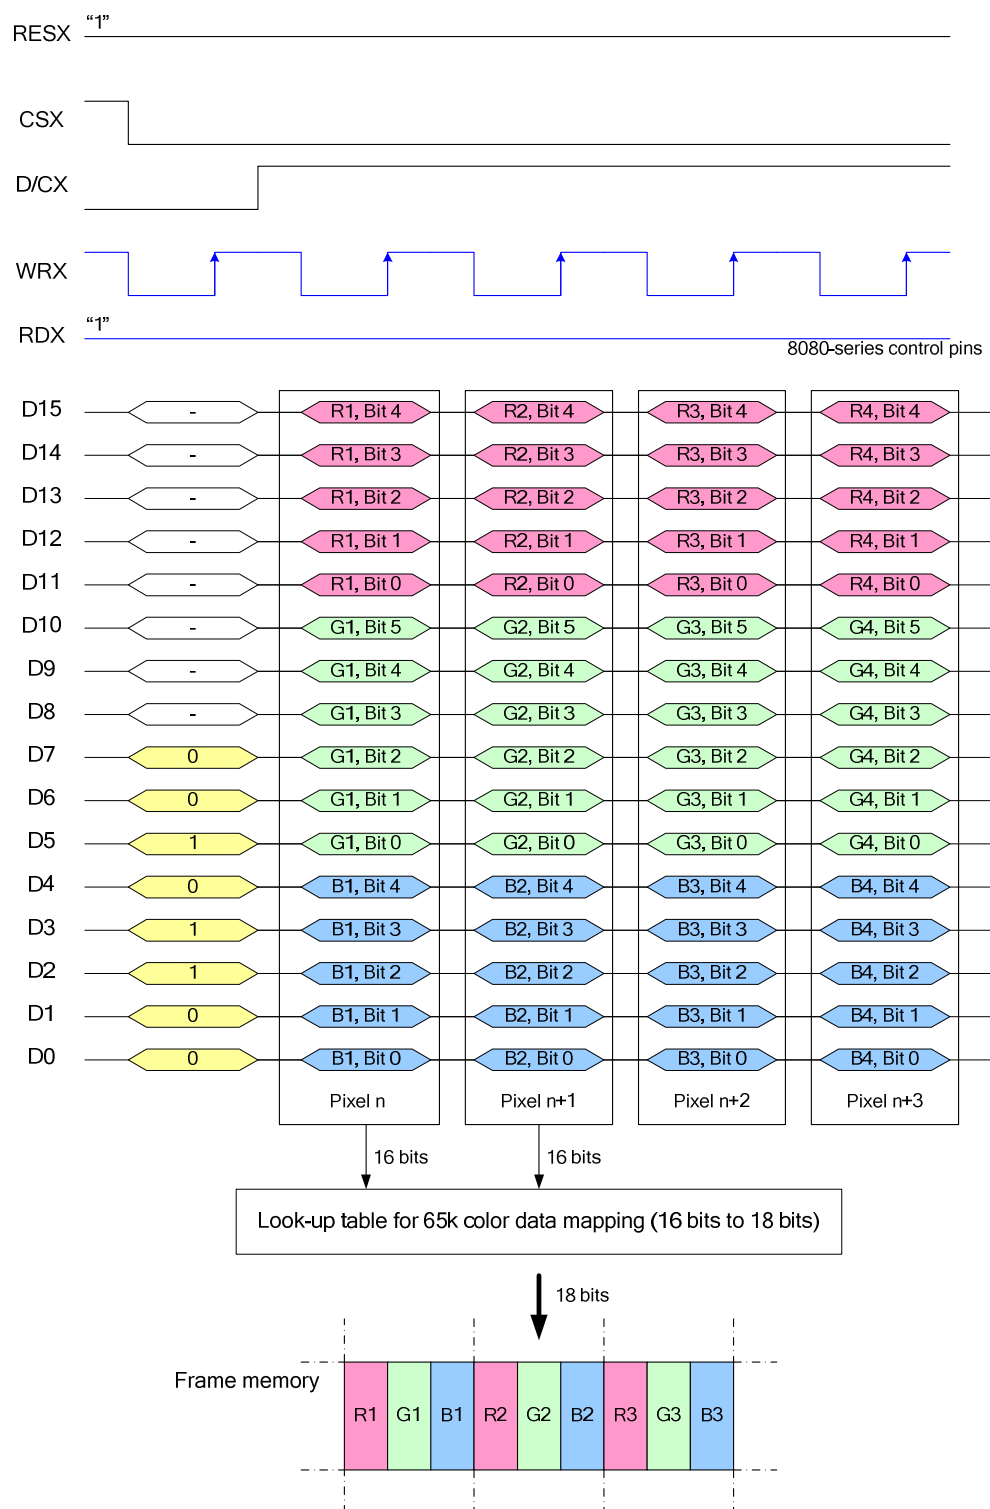 RESX “1”
CSX
D/CX
WRX
RDX “1”
8080-series control pins
D15 - R1, Bit 4 R2, Bit 4 R3, Bit 4 R4, Bit 4
D14 - R1, Bit 3 R2, Bit 3 R3, Bit 3 R4, Bit 3
D13 - R1, Bit 2 R2, Bit 2 R3, Bit 2 R4, Bit 2
D12 - R1, Bit 1 R2, Bit 1 R3, Bit 1 R4, Bit 1
D11 - R1, Bit 0 R2, Bit 0 R3, Bit 0 R4, Bit 0
D10 - G1, Bit 5 G2, Bit 5 G3, Bit 5 G4, Bit 5
D9 - G1, Bit 4 G2, Bit 4 G3, Bit 4 G4, Bit 4
D8 - G1, Bit 3 G2, Bit 3 G3, Bit 3 G4, Bit 3
D7 0 G1, Bit 2 G2, Bit 2 G3, Bit 2 G4, Bit 2
D6 0 G1, Bit 1 G2, Bit 1 G3, Bit 1 G4, Bit 1
D5 1 G1, Bit 0 G2, Bit 0 G3, Bit 0 G4, Bit 0
D4 0 B1, Bit 4 B2, Bit 4 B3, Bit 4 B4, Bit 4
D3 1 B1, Bit 3 B2, Bit 3 B3, Bit 3 B4, Bit 3
D2 1 B1, Bit 2 B2, Bit 2 B3, Bit 2 B4, Bit 2
D1 0 B1, Bit 1 B2, Bit 1 B3, Bit 1 B4, Bit 1
D0 0 B1, Bit 0 B2, Bit 0 B3, Bit 0 B4, Bit 0
Pixel n Pixel n+1 Pixel n+2 Pixel n+3
16 bits 16 bits
Look-up table for 65k color data mapping (16 bits to 18 bits)
18 bits
Frame memory
R1 G1 B1 R2 G2 B2 R3 G3 B3